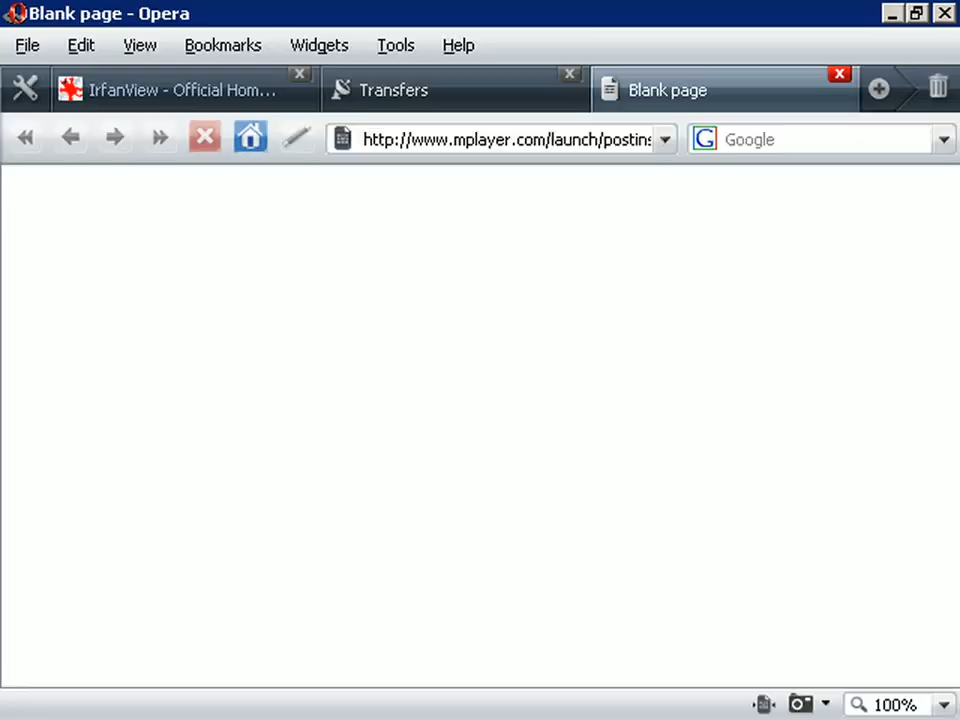 Blank page - Opera
File Edit View Bookmarks Widgets Tools Help
IrfanView - Official Hom... Transfers Blank page
http://www.mplayer.com/launch/postins Google
100%